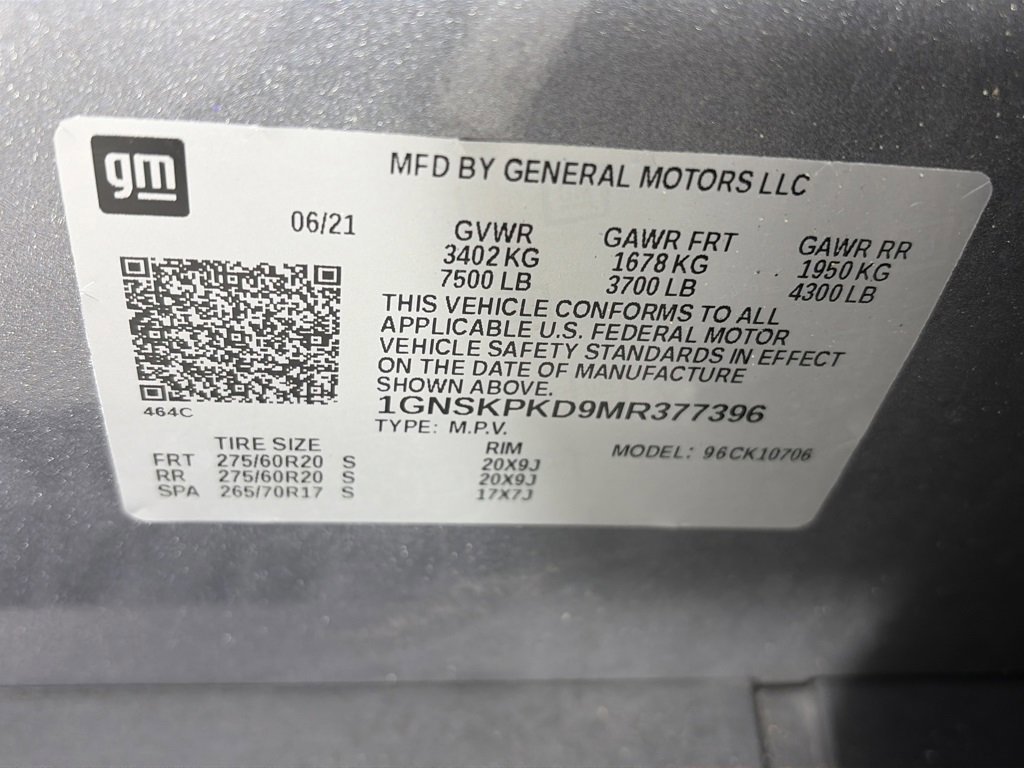 gm
MFD BY GENERAL MOTORS LLC
06/21
GVWR GAWR FRT GAWR RR
3402 KG 1678 KG 1950 KG
7500 LB 3700 LB 4300 LB
THIS VEHICLE CONFORMS TO ALL
APPLICABLE U.S. FEDERAL MOTOR
VEHICLE SAFETY STANDARDS IN EFFECT
ON THE DATE OF MANUFACTURE
SHOWN ABOVE.
464C
1GNSKPKD9MR377396
TYPE: M.P.V.
TIRE SIZE RIM MODEL: 96CK10706
FRT 275/60R20 S 20X9J
RR 275/60R20 S 20X9J
SPA 265/70R17 S 17X7J